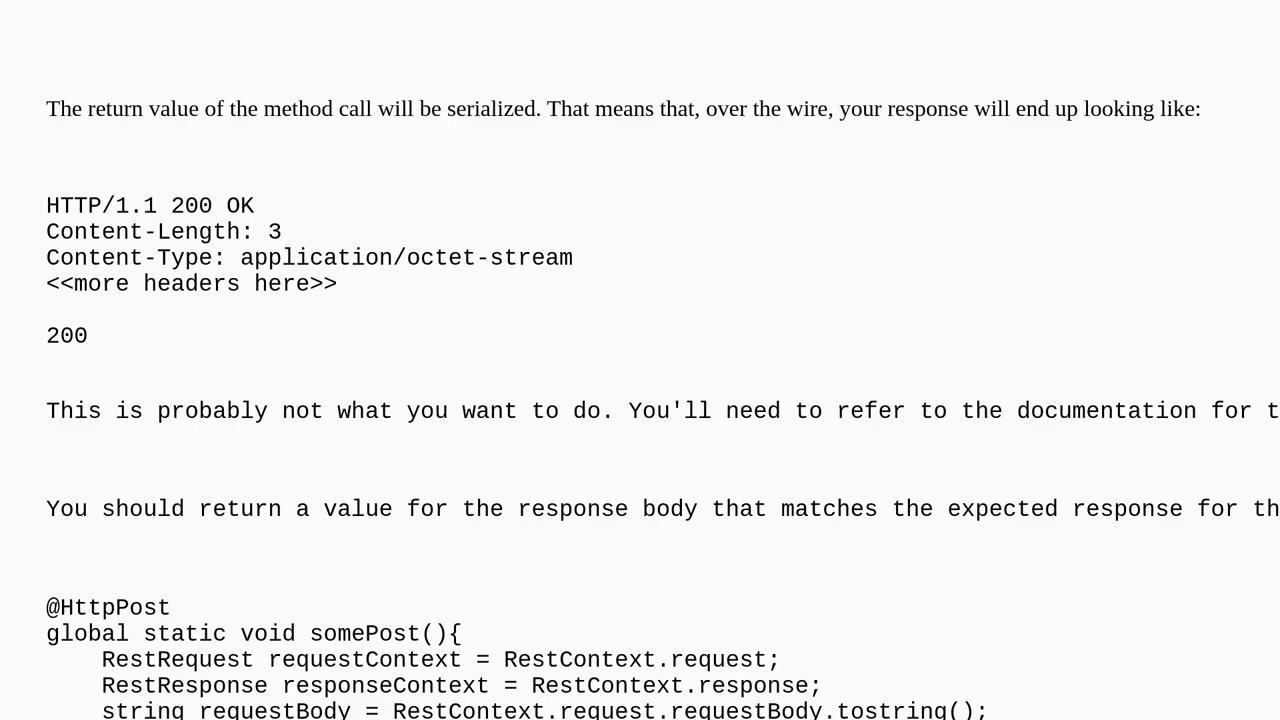 The return value of the method call will be serialized. That means that, over the wire, your response will end up looking like:
HTTP/1.1 200 OK
Content-Length: 3
Content-Type: application/octet-stream
<<more headers here>>
200
This is probably not what you want to do. You'll need to refer to the documentation for
You should return a value for the response body that matches the expected response for
@HttpPost
global static void somePost(){
    RestRequest requestContext = RestContext.request;
    RestResponse responseContext = RestContext.response;
    string requestBody = RestContext.request.requestBody.tostring();